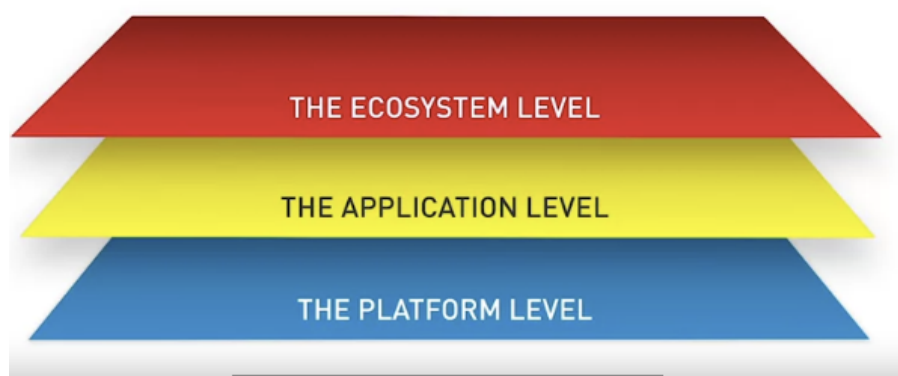 THE ECOSYSTEM LEVEL
THE APPLICATION LEVEL
THE PLATFORM LEVEL